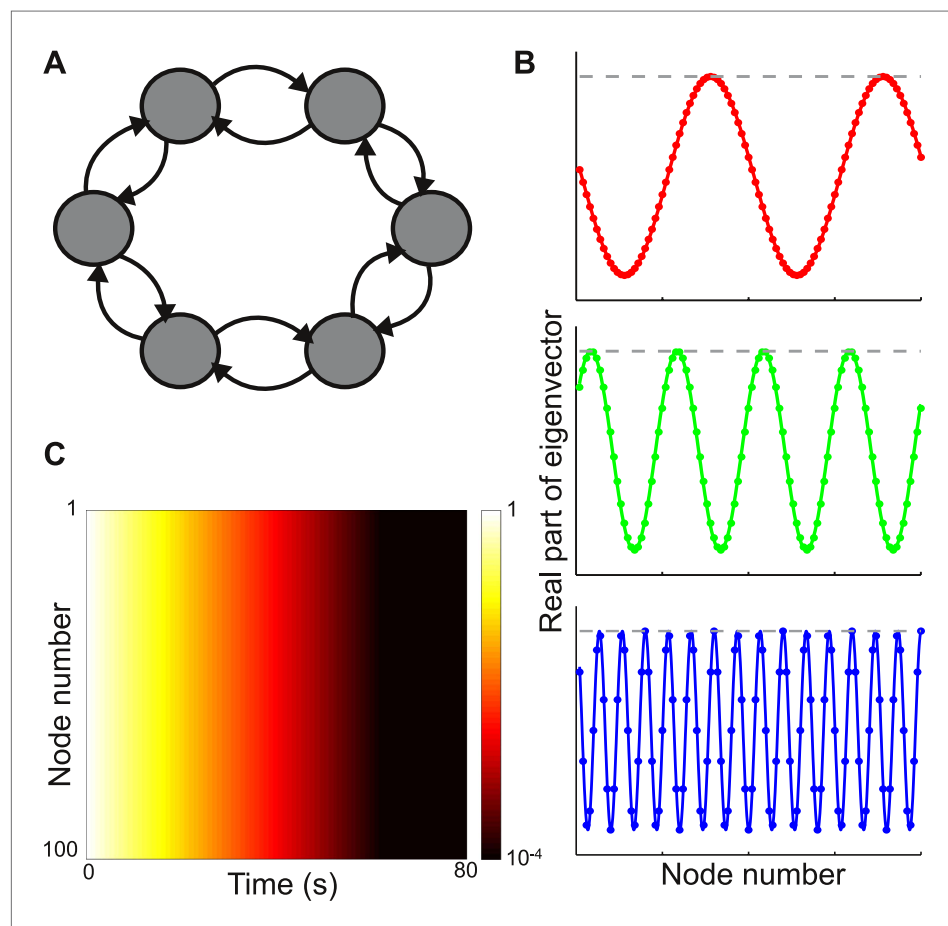 A
B
Real part of eigenvector
Node number
C
1
Node number
100
0
Time (s)
80
1
10-4